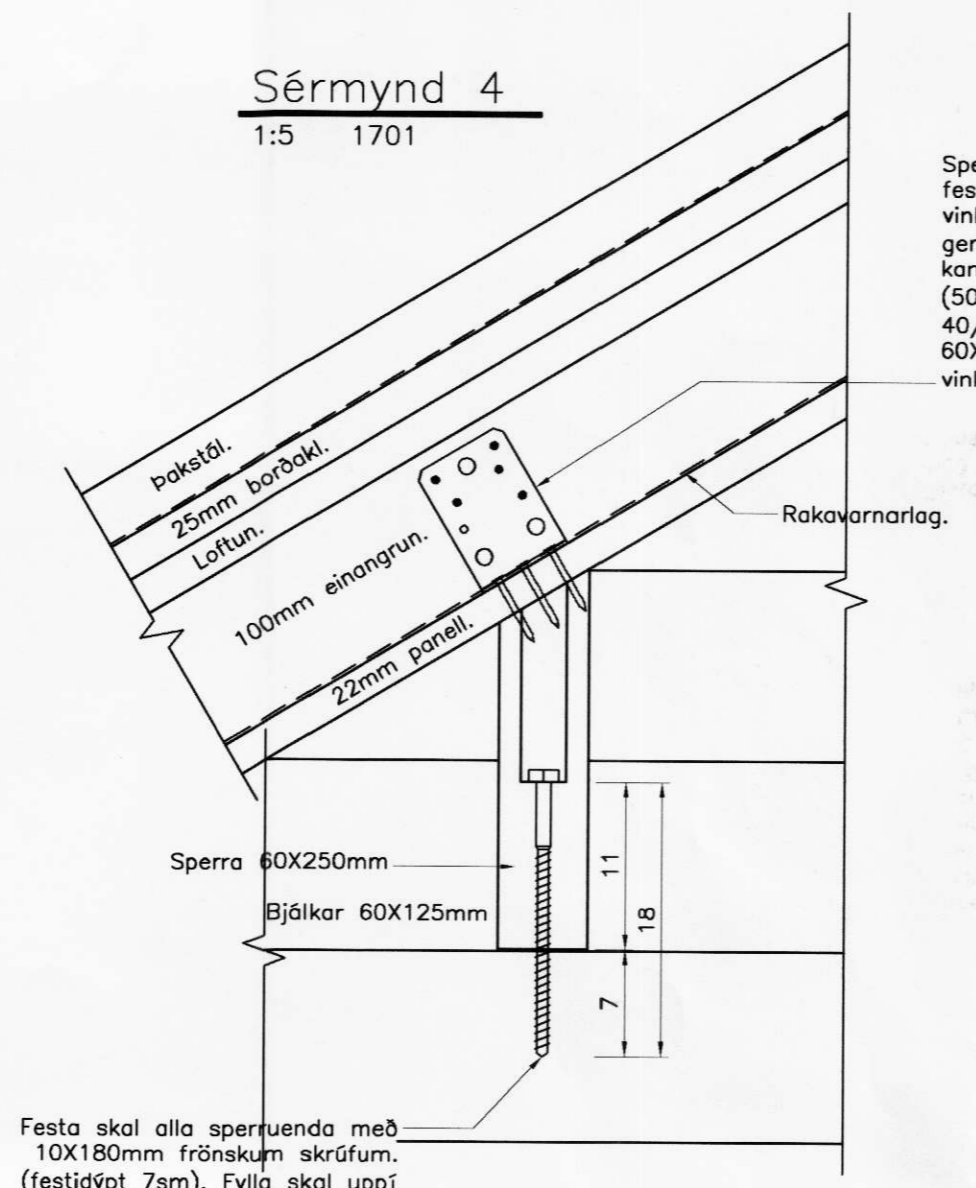 Sérmynd 4
1:5 1701
Þakstál.
25mm borðakl.
Loftun.
100mm einangrun.
22mm panell.
Rakavarnarlag.
Sperra 60X250mm
Bjálkar 60X125mm
11
18
7
Festa skal alla sperruenda með
10X180mm frönskum skrúfum.
(festidýpt 7sm). Fylla skal uppí